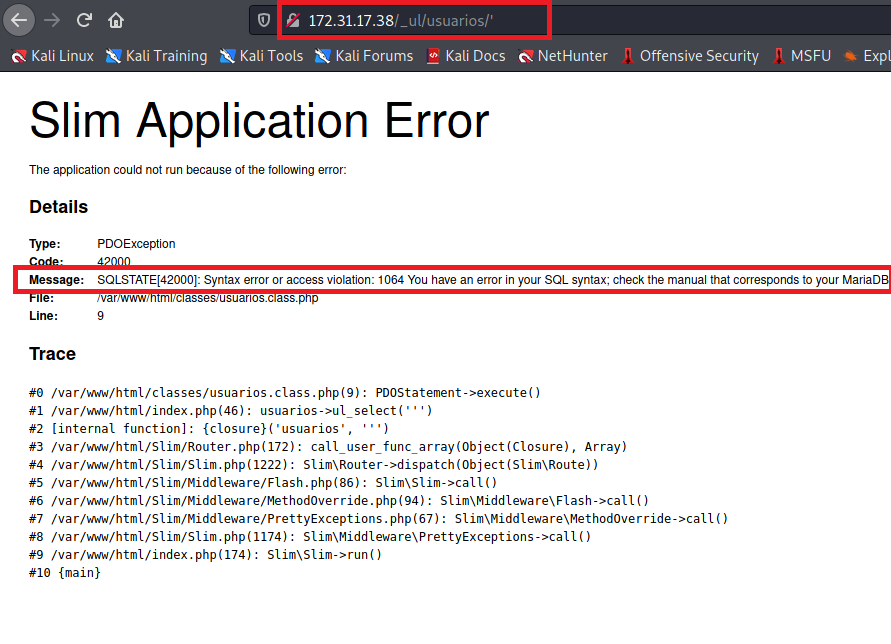 172.31.17.38/_ul/usuarios/'
Kali Linux Kali Training Kali Tools Kali Forums Kali Docs NetHunter Offensive Security MSFU Expl
Slim Application Error
The application could not run because of the following error:
Details
Type: PDOException
Code: 42000
Message: SQLSTATE[42000]: Syntax error or access violation: 1064 You have an error in your SQL syntax; check the manual that corresponds to your MariaDB
File: /var/www/html/classes/usuarios.class.php
Line: 9
Trace
#0 /var/www/html/classes/usuarios.class.php(9): PDOStatement->execute()
#1 /var/www/html/index.php(46): usuarios->ul_select(''')
#2 [internal function]: {closure}('usuarios', ''')
#3 /var/www/html/Slim/Router.php(172): call_user_func_array(Object(Closure), Array)
#4 /var/www/html/Slim/Slim.php(1222): Slim\Router->dispatch(Object(Slim\Route))
#5 /var/www/html/Slim/Middleware/Flash.php(86): Slim\Slim->call()
#6 /var/www/html/Slim/Middleware/MethodOverride.php(94): Slim\Middleware\Flash->call()
#7 /var/www/html/Slim/Middleware/PrettyExceptions.php(67): Slim\Middleware\MethodOverride->call()
#8 /var/www/html/Slim/Slim.php(1174): Slim\Middleware\PrettyExceptions->call()
#9 /var/www/html/index.php(174): Slim\Slim->run()
#10 {main}